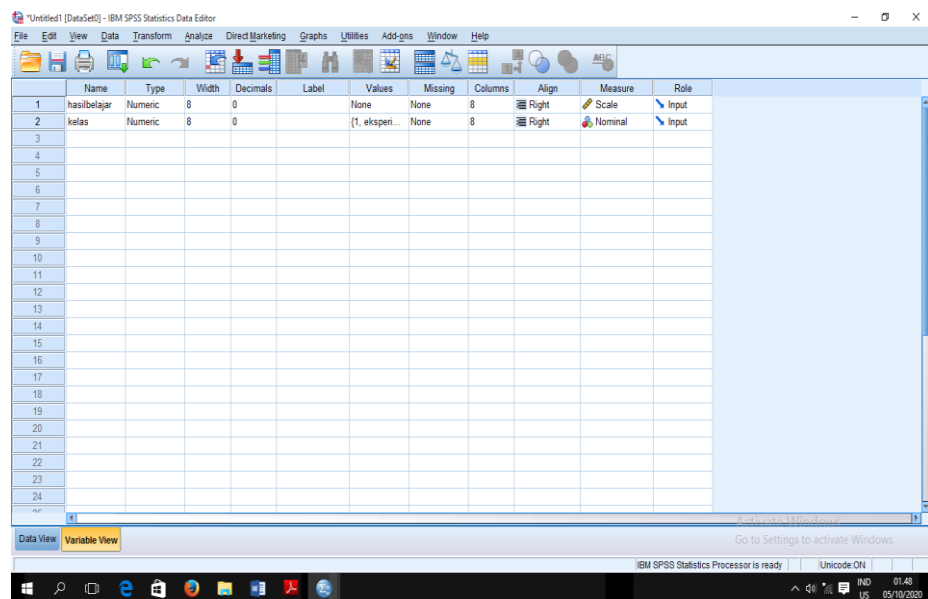 *Untitled1 [DataSet0] - IBM SPSS Statistics Data Editor
File Edit View Data Transform Analyze Direct Marketing Graphs Utilities Add-ons Window Help
Name Type Width Decimals Label Values Missing Columns Align Measure Role
1 hasilbelajar Numeric 8 0 None None 8 Right Scale Input
2 kelas Numeric 8 0 {1, eksperi... None 8 Right Nominal Input
3
4
5
6
7
8
9
10
11
12
13
14
15
16
17
18
19
20
21
22
23
24
Activate Windows
Data View Variable View Go to Settings to activate Windows.
IBM SPSS Statistics Processor is ready Unicode:ON
IND 01.48
US 05/10/2020